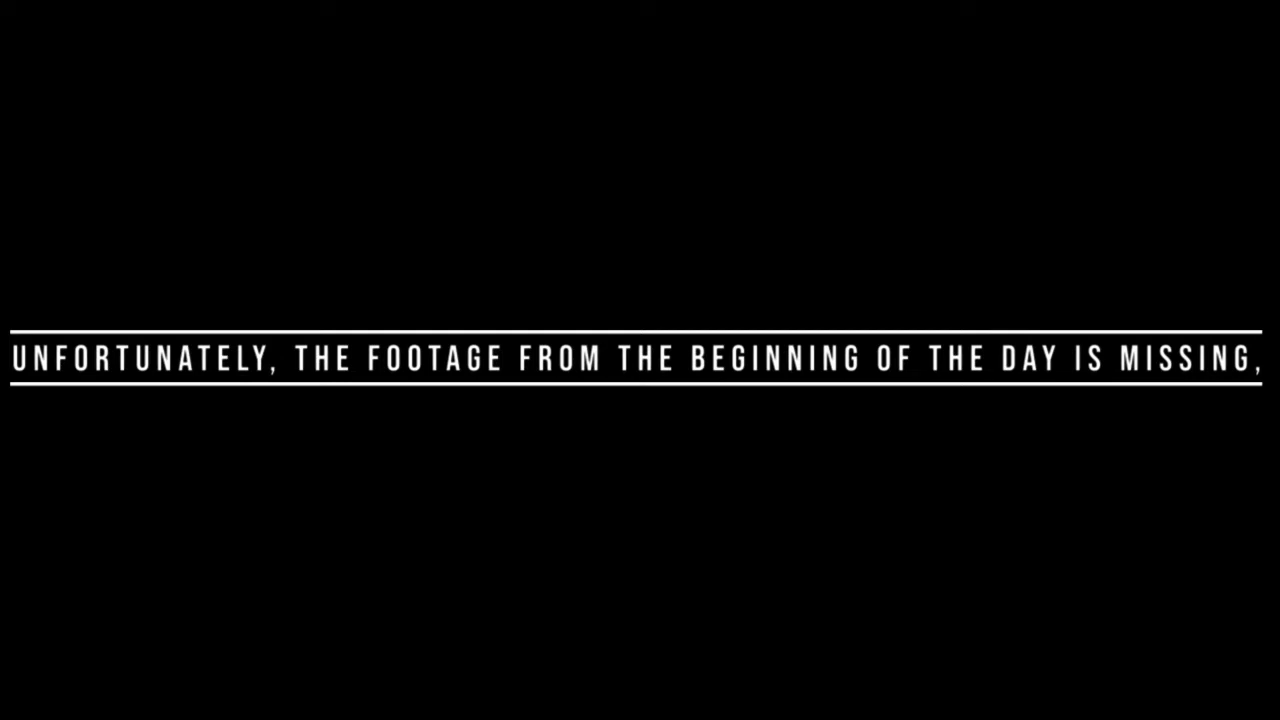 UNFORTUNATELY, THE FOOTAGE FROM THE BEGINNING OF THE DAY IS MISSING,